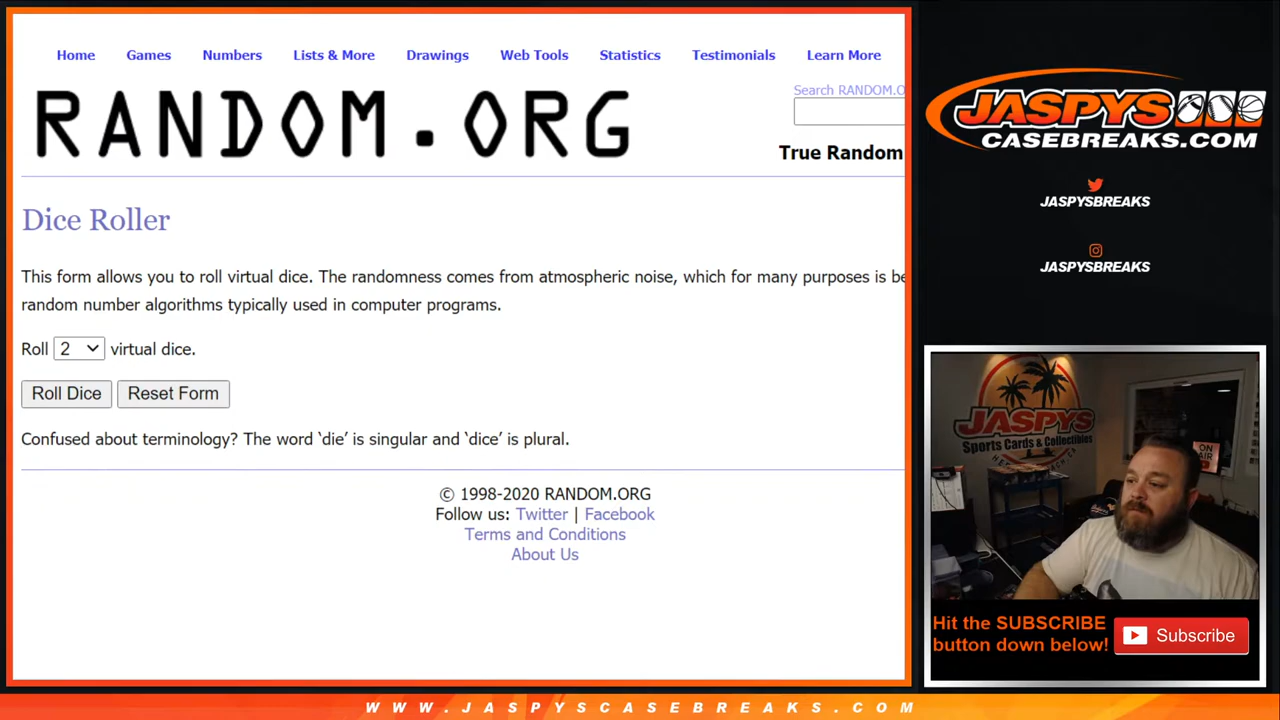 Home Games Numbers Lists & More Drawings Web Tools Statistics Testimonials Learn More
RANDOM.ORG
Search RANDOM.O
True Random
Dice Roller
This form allows you to roll virtual dice. The randomness comes from atmospheric noise, which for many purposes is be
random number algorithms typically used in computer programs.
Roll 2 virtual dice.
Roll Dice Reset Form
Confused about terminology? The word ‘die’ is singular and ‘dice’ is plural.
© 1998-2020 RANDOM.ORG
Follow us: Twitter | Facebook
Terms and Conditions
About Us
JASPYS
CASEBREAKS.COM
JASPYSBREAKS
JASPYSBREAKS
JASPYS
Sports Cards & Collectibles
ON
AIR
Hit the SUBSCRIBE
button down below!
Subscribe
WWW.JASPYSCASEBREAKS.COM